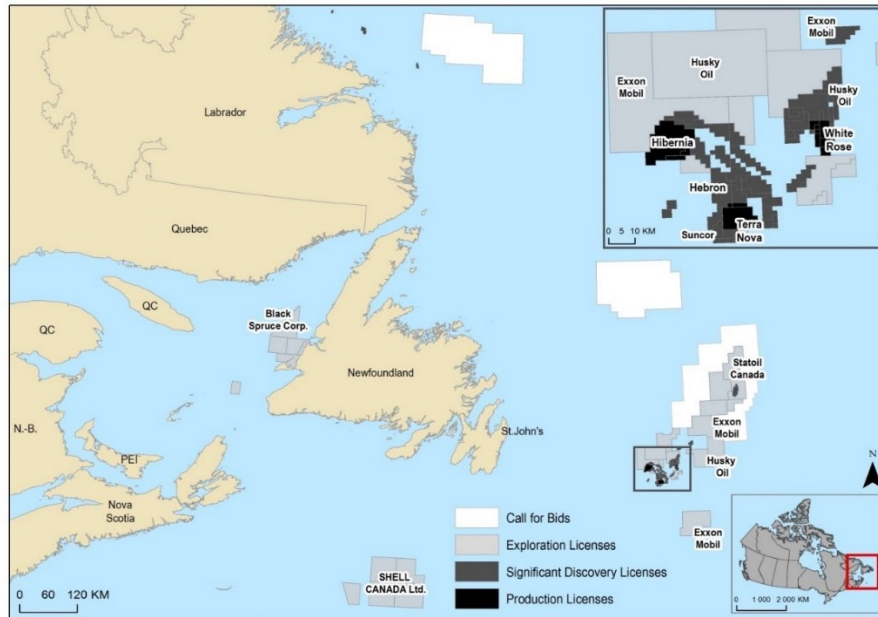 Labrador
Quebec
QC
QC
N.-B.
PEI
Nova
Scotia
Newfoundland
St.John's
Black
Spruce Corp.
SHELL
CANADA Ltd.
Statoil
Canada
Exxon
Mobil
Husky
Oil
Exxon
Mobil
Exxon
Mobil
Husky
Oil
Exxon
Mobil
Husky
Oil
Hibernia
White
Rose
Hebron
Suncor
Terra
Nova
0 5 10 KM
Call for Bids
Exploration Licenses
Significant Discovery Licenses
Production Licenses
N
0 60 120 KM
0 1 000 2 000 KM